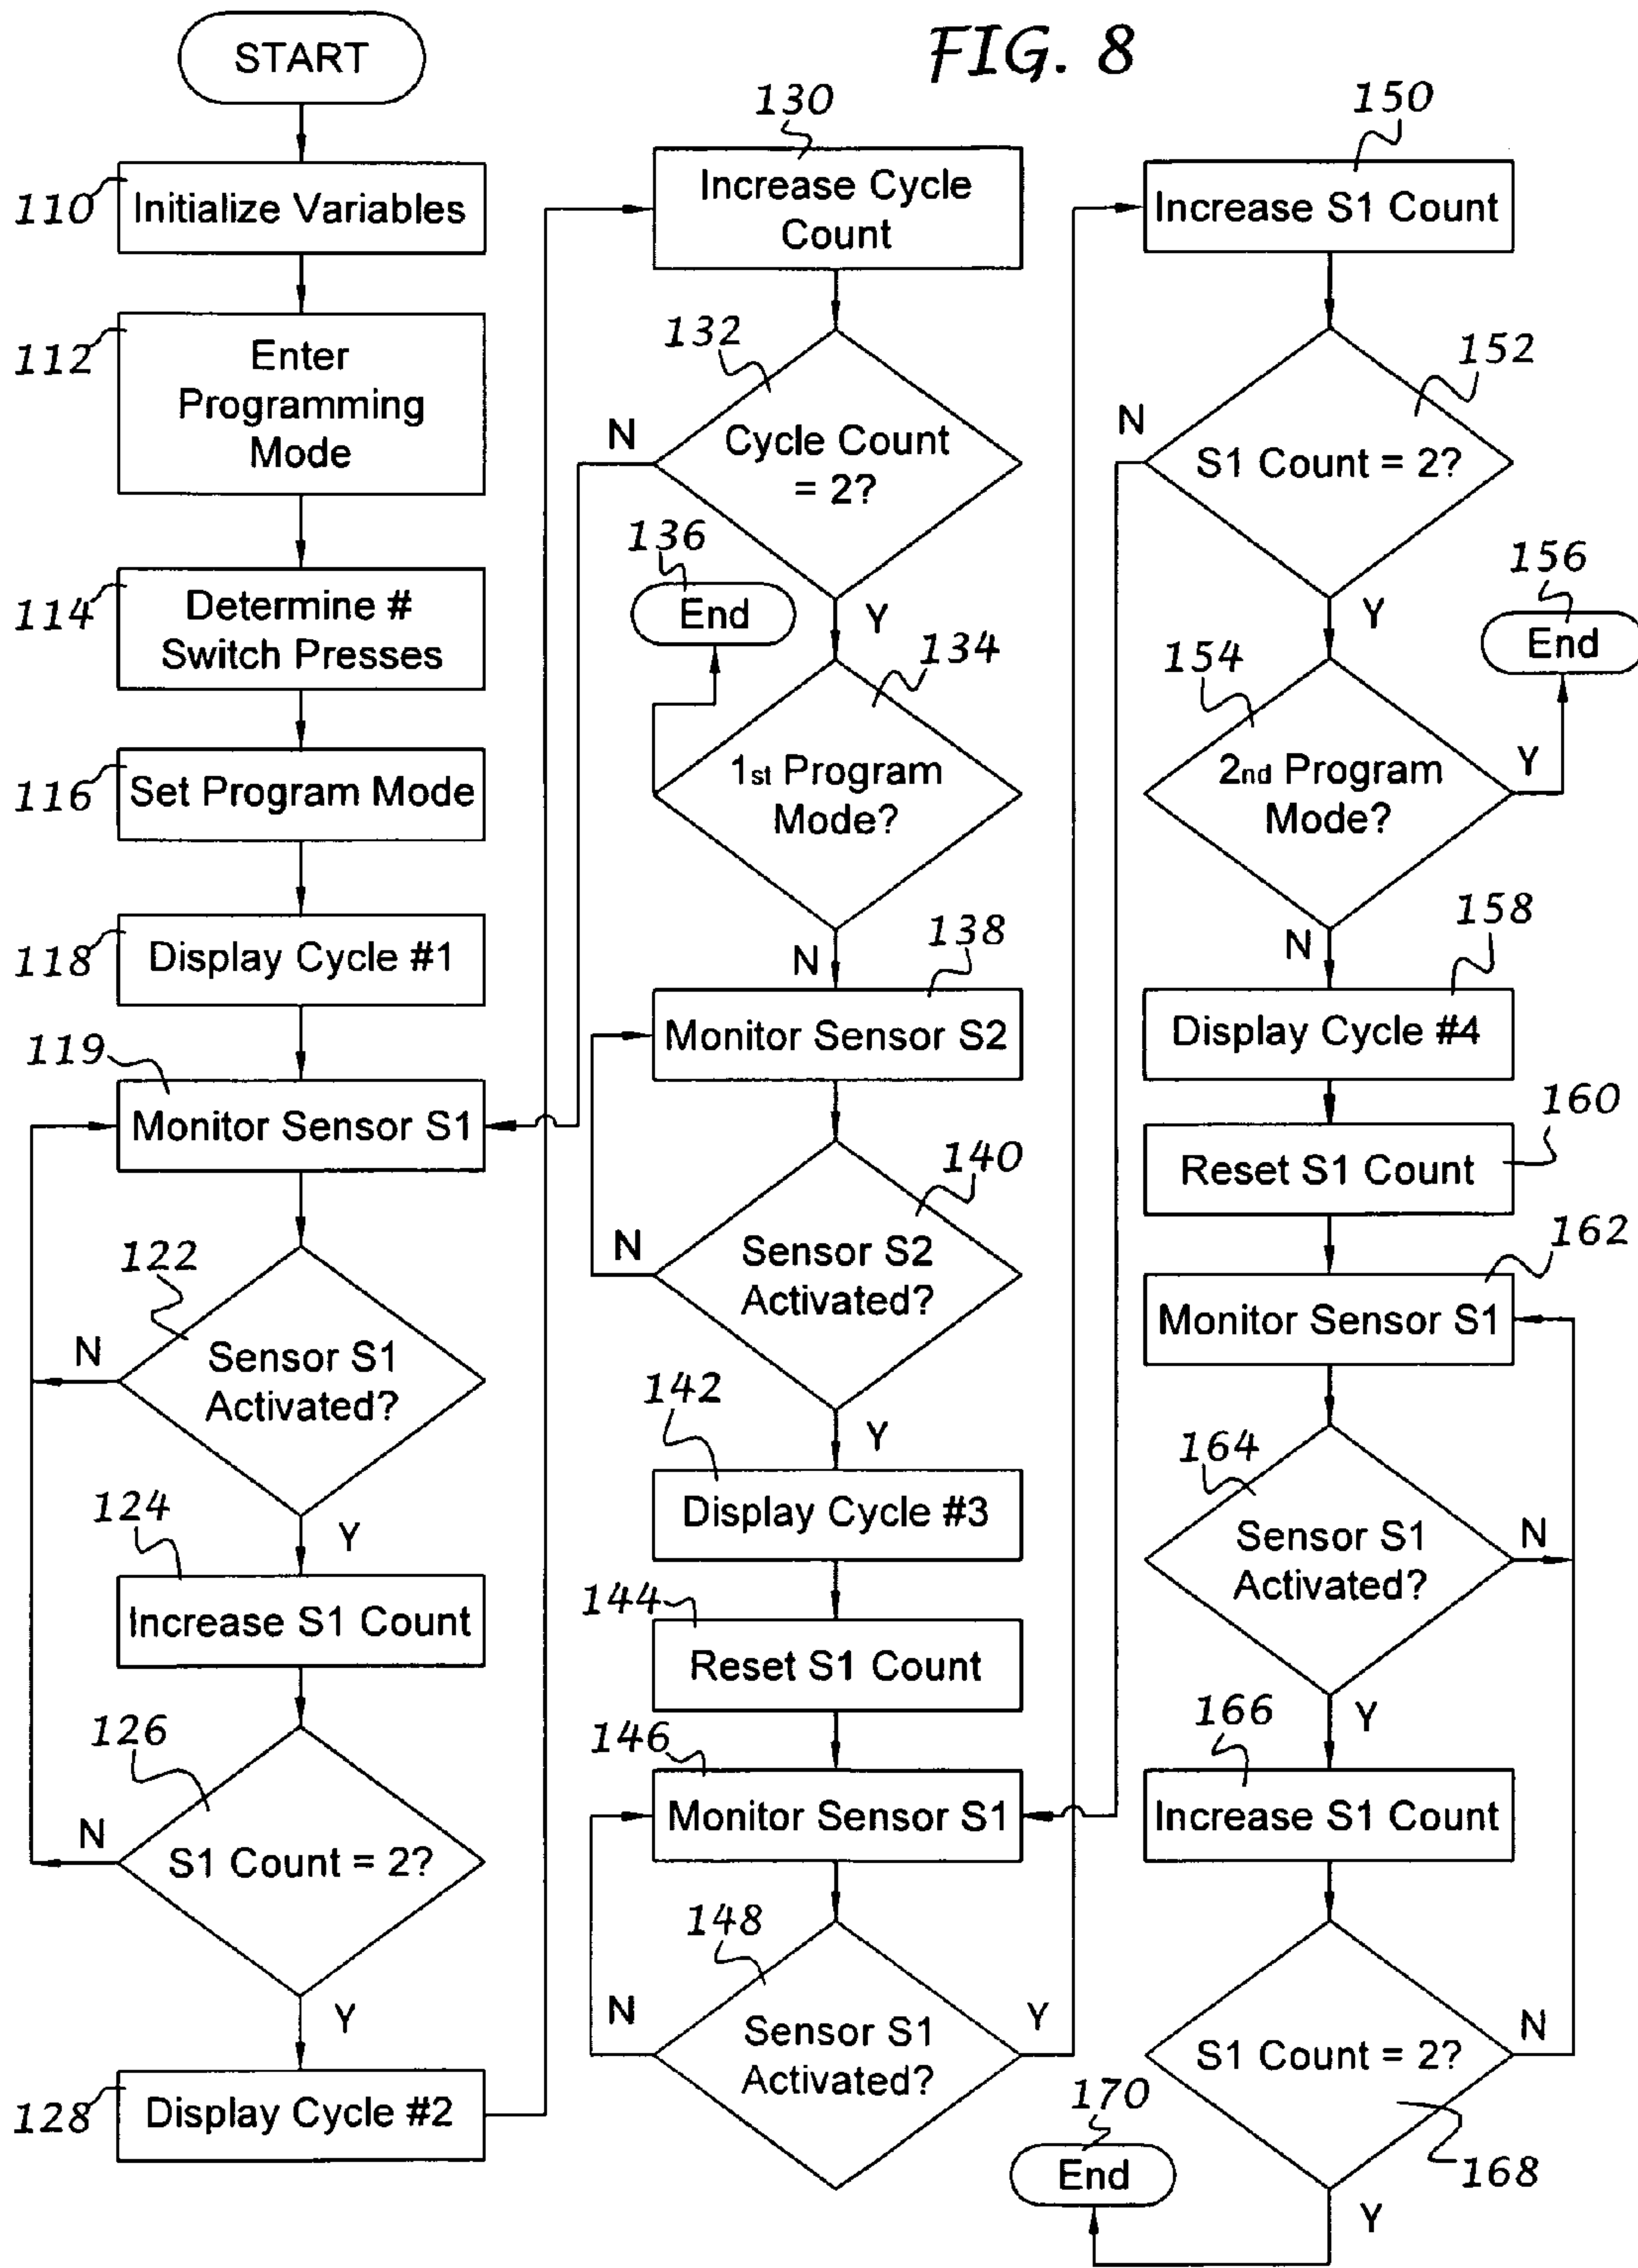 FIG. 8
START
110
Initialize Variables
112
Enter
Programming
Mode
114
Determine #
Switch Presses
116
Set Program Mode
118
Display Cycle #1
119
Monitor Sensor S1
122
N
Sensor S1
Activated?
124
Y
Increase S1 Count
126
N
S1 Count = 2?
Y
128
Display Cycle #2
130
Increase Cycle
Count
132
N
Cycle Count
= 2?
136
End
Y
134
1st Program
Mode?
138
N
Monitor Sensor S2
140
N
Sensor S2
Activated?
142
Y
Display Cycle #3
144
Reset S1 Count
146
Monitor Sensor S1
148
N
Sensor S1
Activated?
Y
150
Increase S1 Count
152
N
S1 Count = 2?
156
End
Y
154
2nd Program
Mode?
Y
158
N
Display Cycle #4
160
Reset S1 Count
162
Monitor Sensor S1
164
Sensor S1
Activated?
N
166
Y
Increase S1 Count
N
S1 Count = 2?
170
End
168
Y